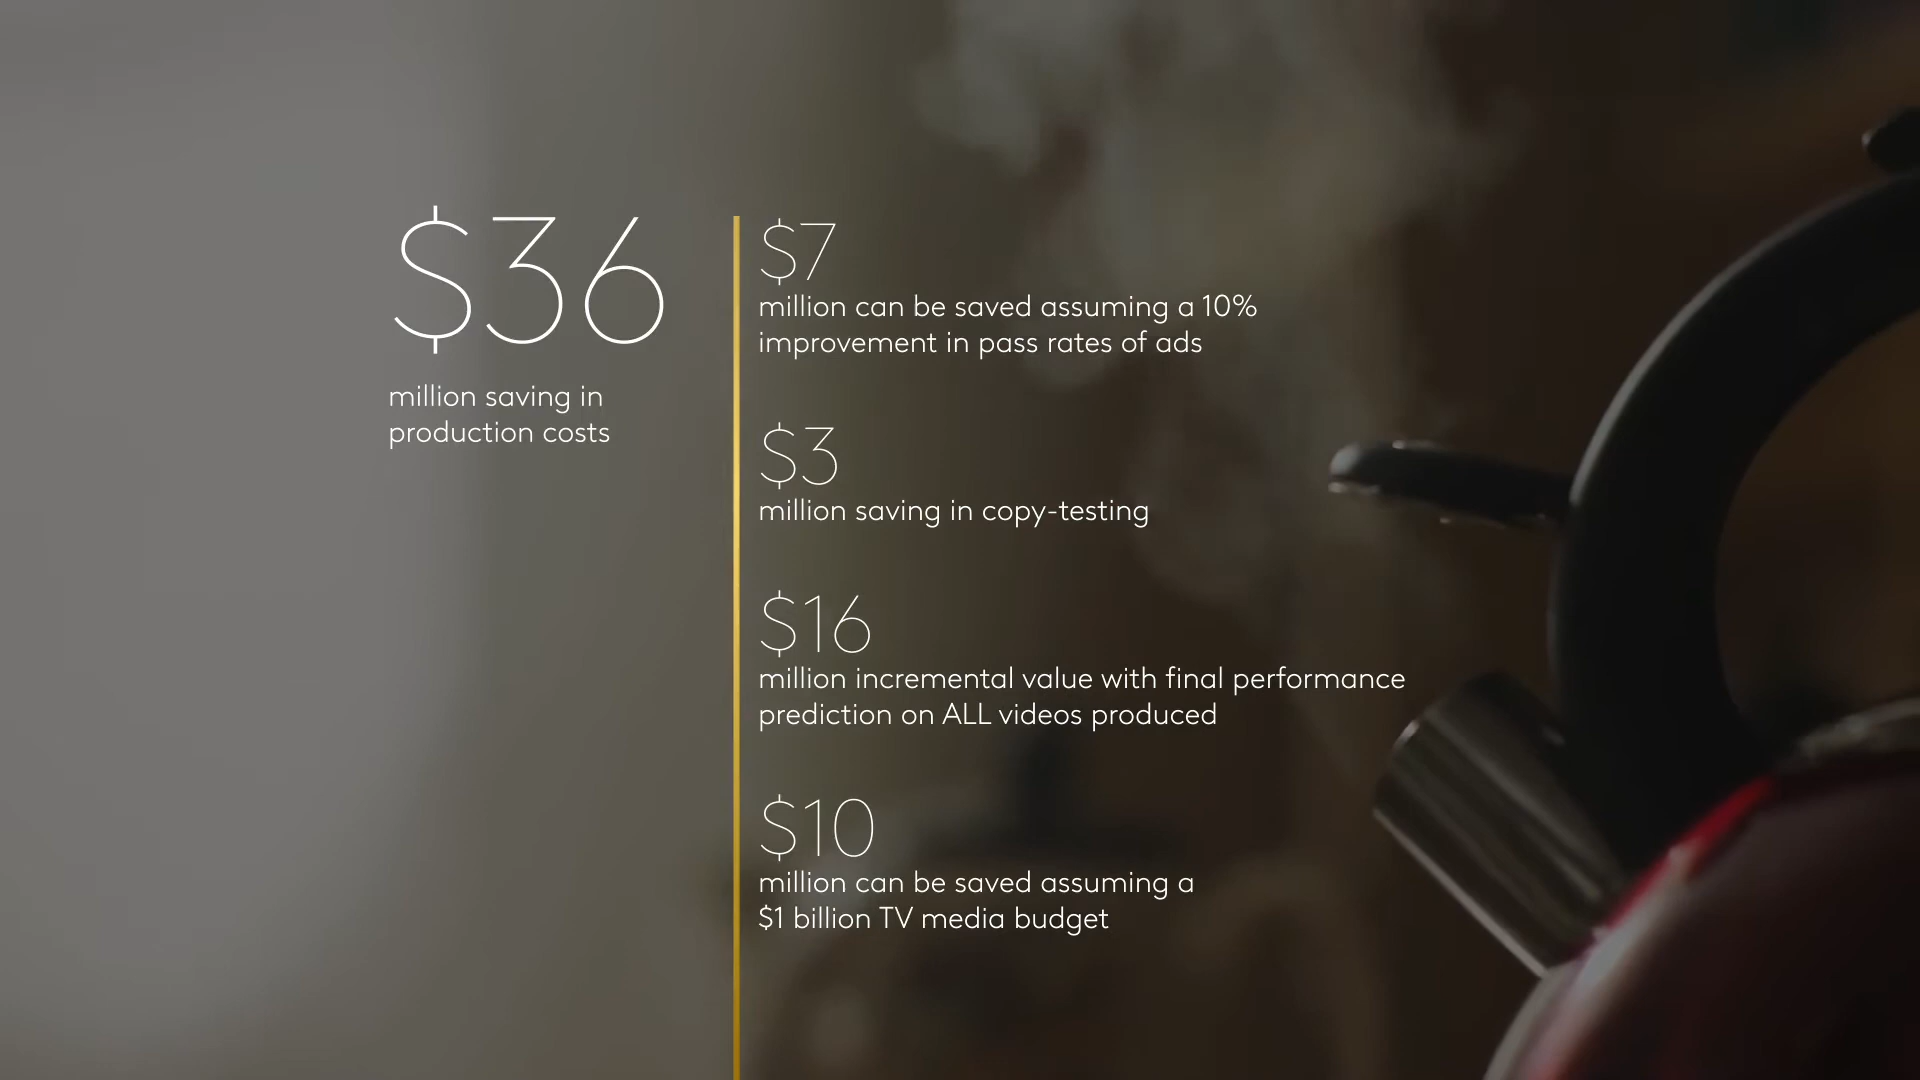 $36
million saving in
production costs
$7
million can be saved assuming a 10%
improvement in pass rates of ads
$3
million saving in copy-testing
$16
million incremental value with final performance
prediction on ALL videos produced
$10
million can be saved assuming a
$1 billion TV media budget